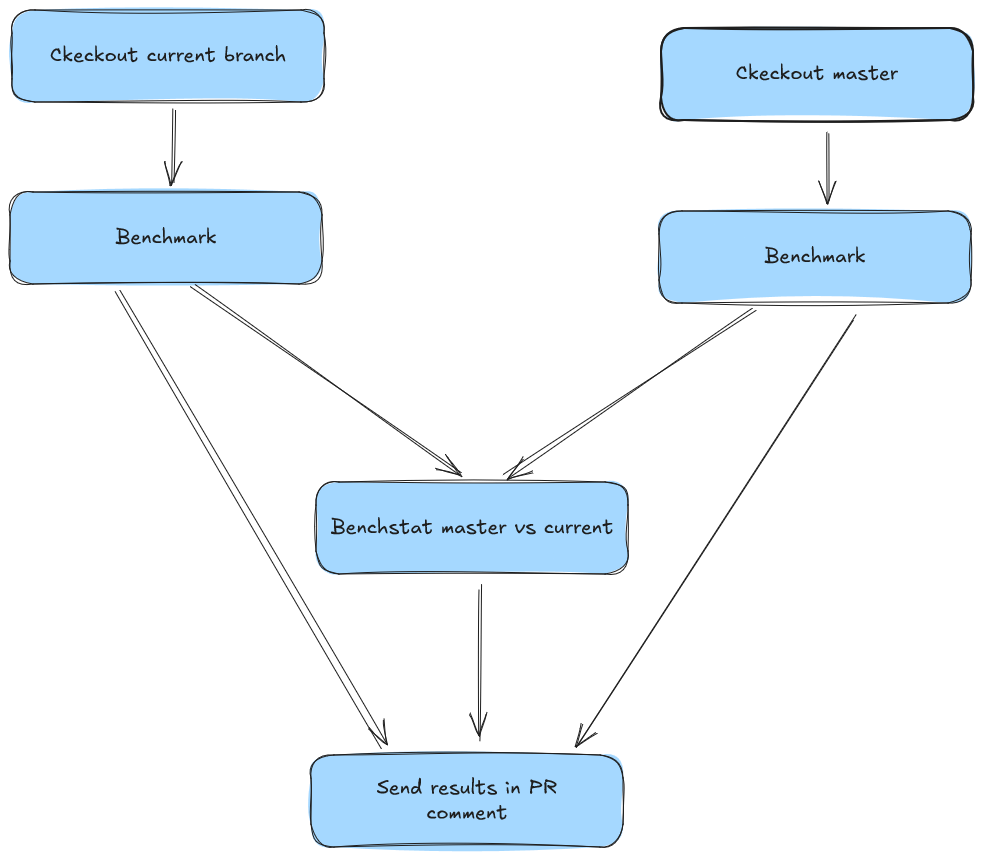 Ckeckout current branch
Ckeckout master
Benchmark
Benchmark
Benchstat master vs current
Send results in PR
comment